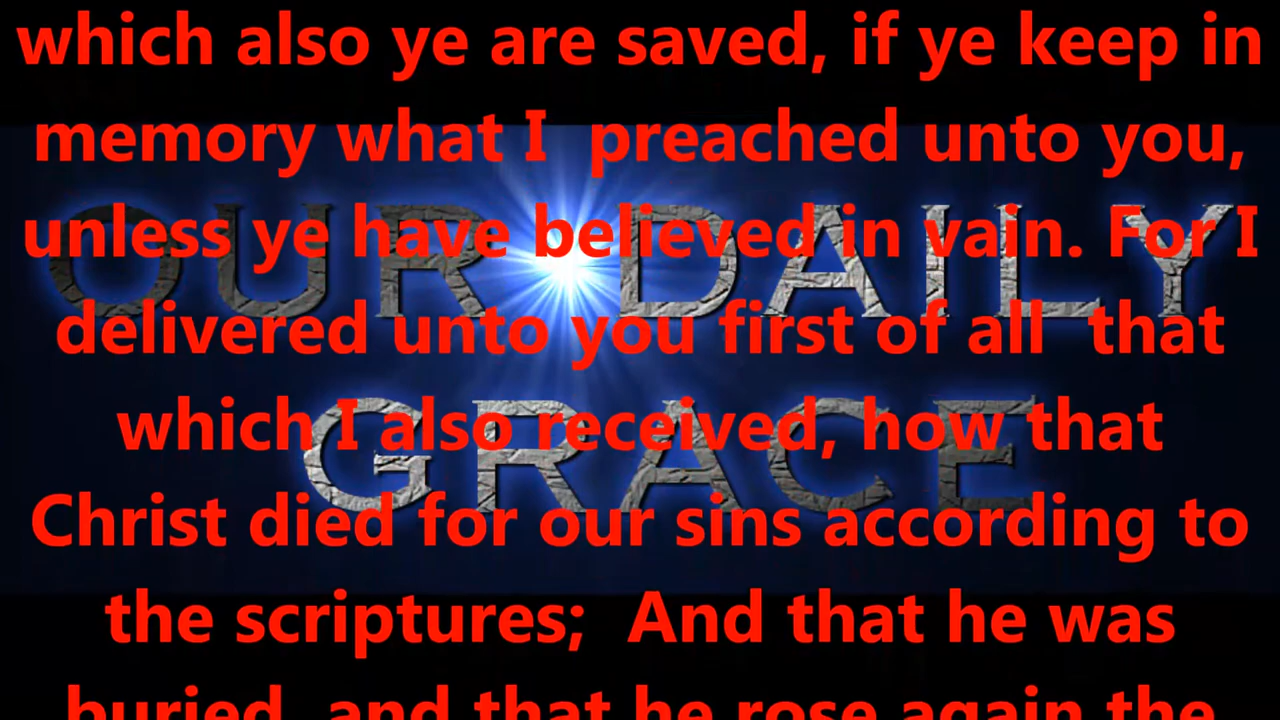 which also ye are saved, if ye keep in
memory what I  preached unto you,
unless ye have believed in vain. For I
delivered unto you first of all  that
which I also received, how that
Christ died for our sins according to
the scriptures;  And that he was
buried, and that he rose again the
OUR DAILY
GRACE